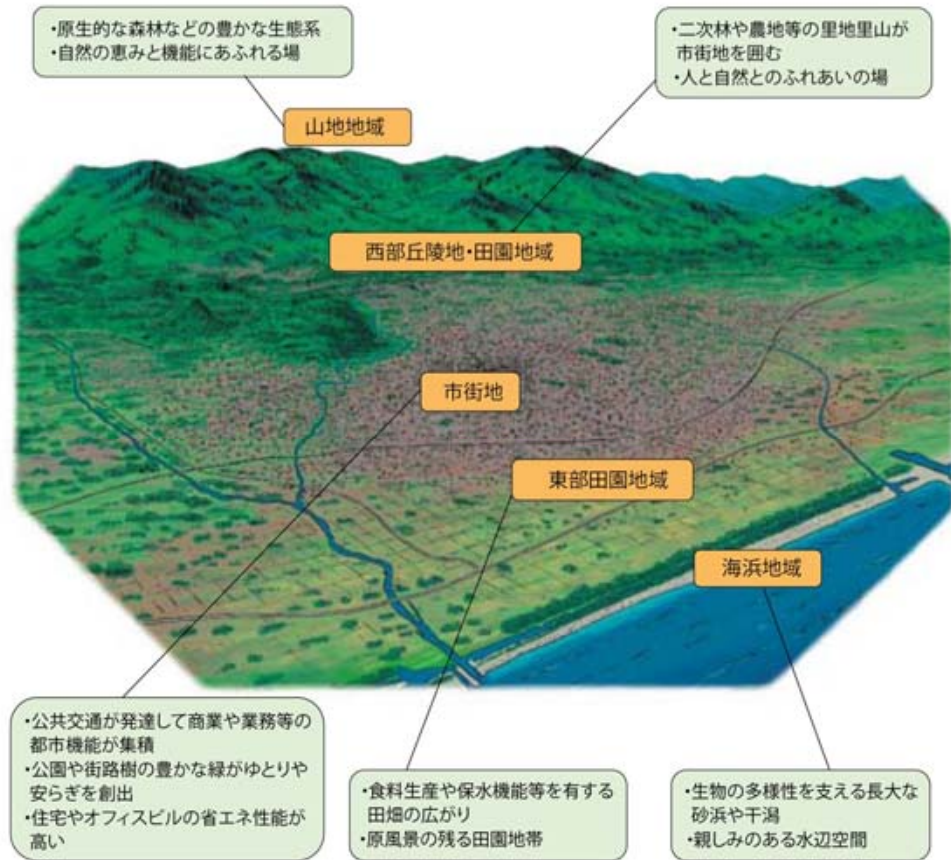 ・原生的な森林などの豊かな生態系
・自然の恵みと機能にあふれる場
・二次林や農地等の里地里山が
市街地を囲む
・人と自然とのふれあいの場
山地地域
西部丘陵地・田園地域
市街地
東部田園地域
海浜地域
・公共交通が発達して商業や業務等の
都市機能が集積
・公園や街路樹の豊かな緑がゆとりや
安らぎを創出
・住宅やオフィスビルの省エネ性能が
高い
・食料生産や保水機能等を有する
田畑の広がり
・原風景の残る田園地帯
・生物の多様性を支える長大な
砂浜や干潟
・親しみのある水辺空間